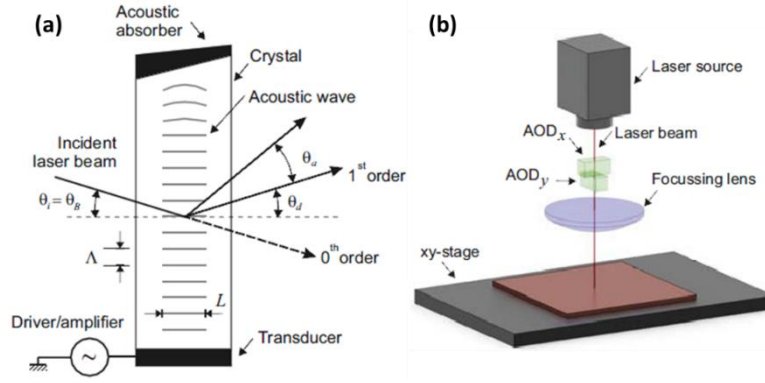 (a)
Acoustic
absorber
Crystal
Acoustic wave
Incident
laser beam
θa
1st order
θi = θB
θd
0th order
Λ
L
Driver/amplifier
~
Transducer
(b)
Laser source
AODx
Laser beam
AODy
Focussing lens
xy-stage